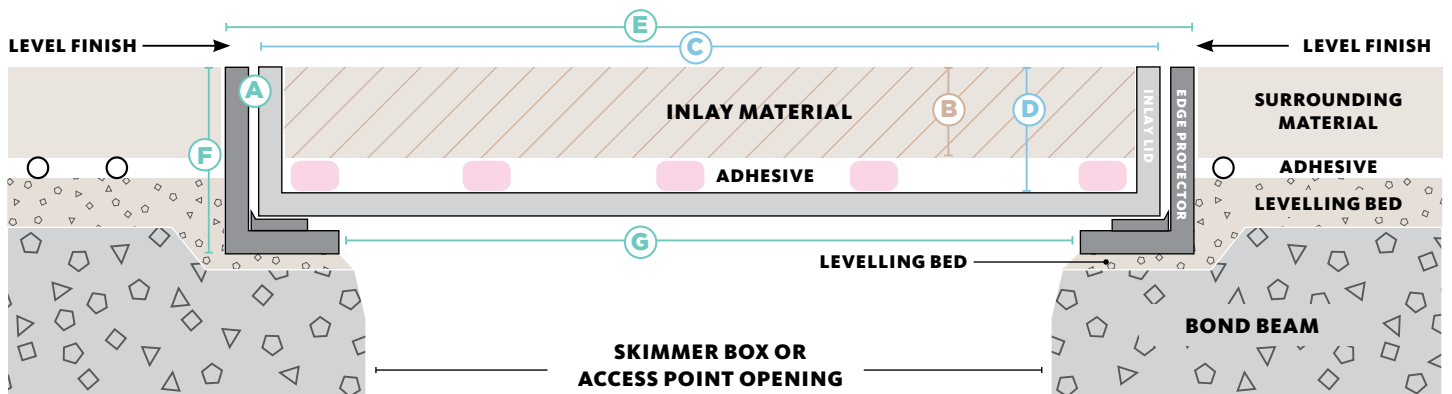 E
LEVEL FINISH
C
LEVEL FINISH
A
B
D
INLAY MATERIAL
INLAY LID
EDGE PROTECTOR
SURROUNDING
MATERIAL
F
ADHESIVE
ADHESIVE
LEVELLING BED
G
LEVELLING BED
BOND BEAM
SKIMMER BOX OR
ACCESS POINT OPENING